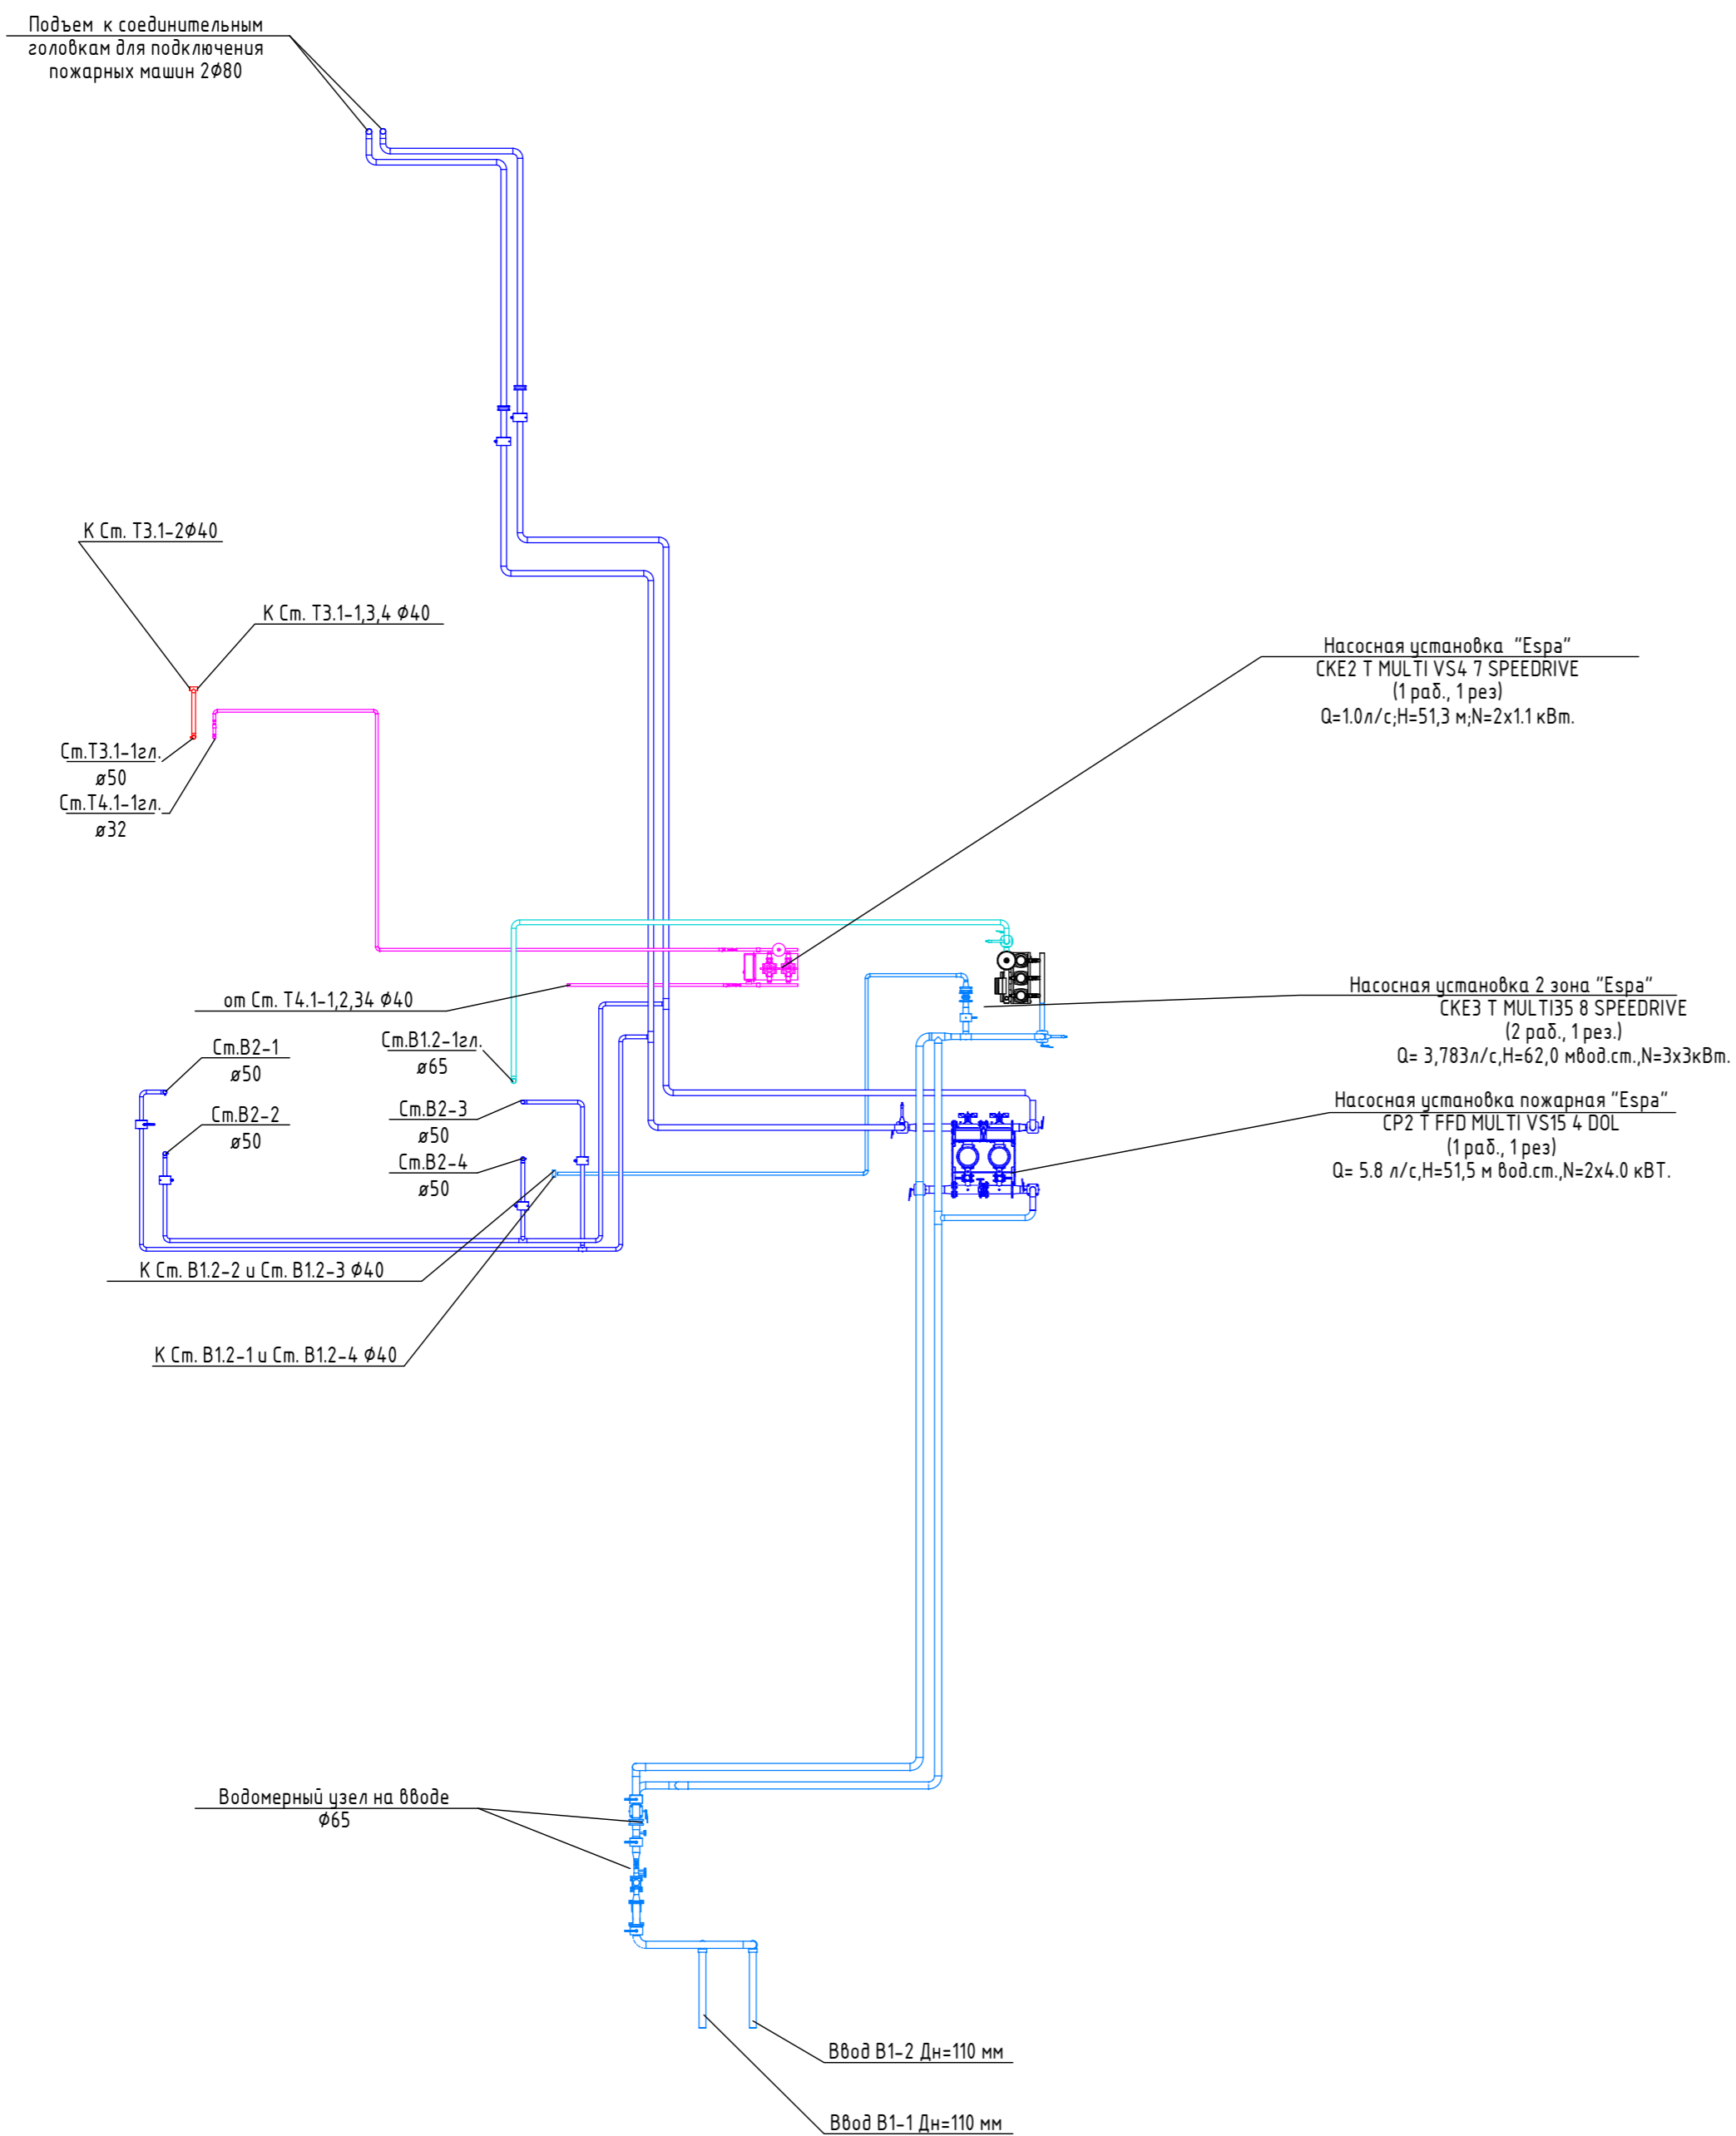 Подъем к соединительным
головкам для подключения
пожарных машин 2Ф80
К Ст. Т3.1-2Ф40
К Ст. Т3.1-1,3,4 Ф40
Ст.Т3.1-1гл.
ø50
Ст.Т4.1-1гл.
ø32
Насосная установка "Espa"
CKE2 T MULTI VS4 7 SPEEDRIVE
(1 раб., 1 рез)
Q=1.0л/с;Н=51,3 м;N=2x1.1 кВт.
от Ст. Т4.1-1,2,34 Ф40
Ст.В2-1
ø50
Ст.В1.2-1гл.
ø65
Ст.В2-2
ø50
Ст.В2-3
ø50
Ст.В2-4
ø50
Насосная установка 2 зона "Espa"
CKE3 T MULTI35 8 SPEEDRIVE
(2 раб., 1 рез.)
Q= 3,783л/с,Н=62,0 мвод.ст.,N=3x3кВт.
Насосная установка пожарная "Espa"
CP2 T FFD MULTI VS15 4 DOL
(1 раб., 1 рез)
Q= 5.8 л/с,Н=51,5 м вод.ст.,N=2x4.0 кВТ.
К Ст. В1.2-2 и Ст. В1.2-3 Ф40
К Ст. В1.2-1 и Ст. В1.2-4 Ф40
Водомерный узел на вводе
Ф65
Ввод В1-2 Дн=110 мм
Ввод В1-1 Дн=110 мм